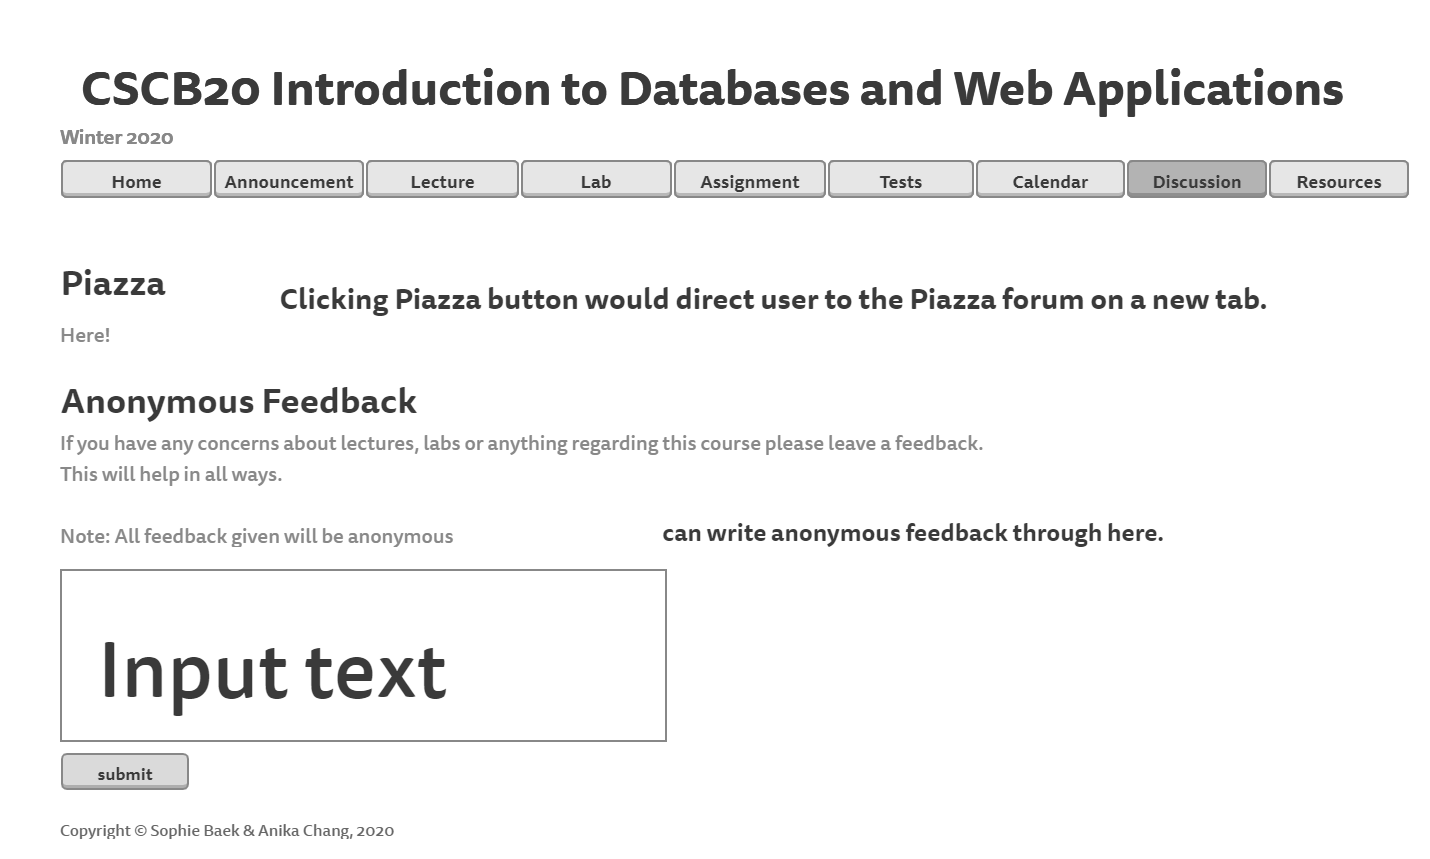 CSCB20 Introduction to Databases and Web Applications
Winter 2020
Home Announcement Lecture Lab Assignment Tests Calendar Discussion Resources
Piazza
Clicking Piazza button would direct user to the Piazza forum on a new tab.
Here!
Anonymous Feedback
If you have any concerns about lectures, labs or anything regarding this course please leave a feedback.
This will help in all ways.
Note: All feedback given will be anonymous
can write anonymous feedback through here.
Input text
submit
Copyright © Sophie Baek & Anika Chang, 2020